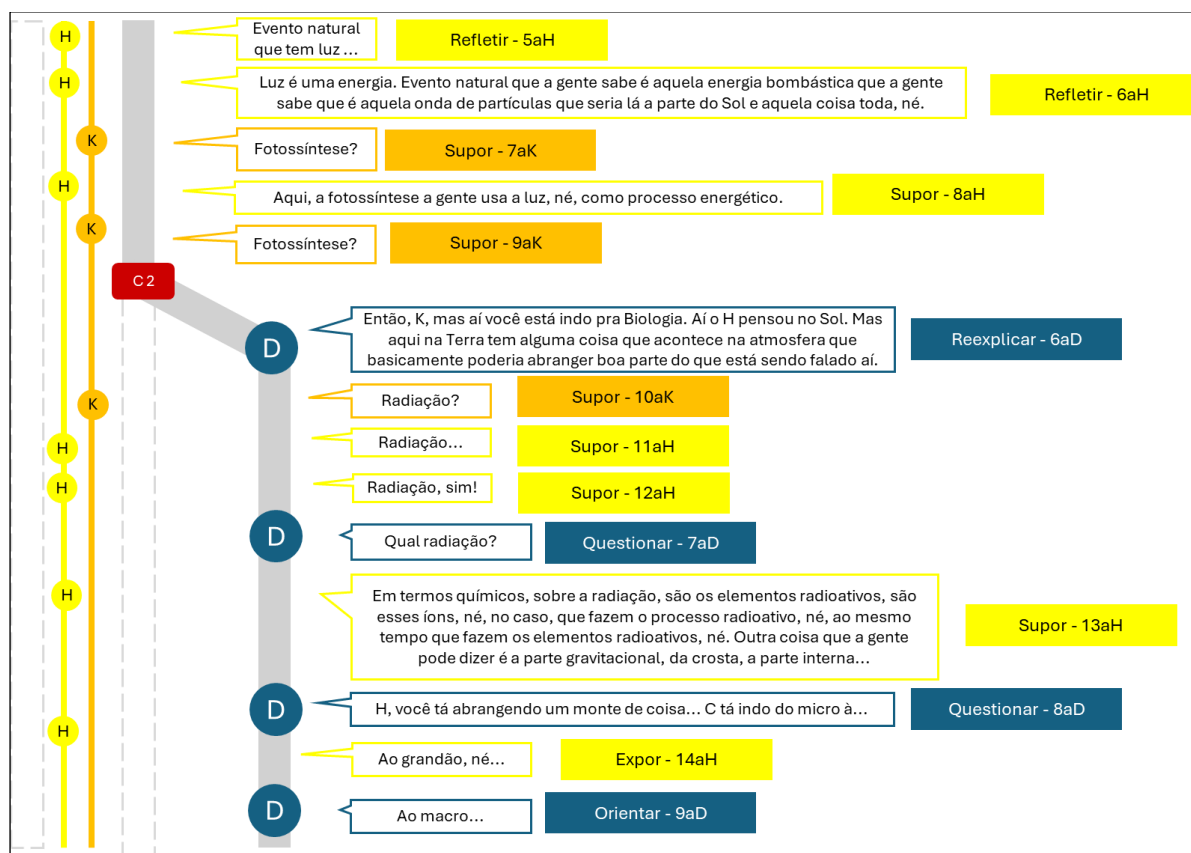 H
Evento natural
que tem luz ...
Refletir - 5aH
H
Luz é uma energia. Evento natural que a gente sabe é aquela energia bombástica que a gente
sabe que é aquela onda de partículas que seria lá a parte do Sol e aquela coisa toda, né.
Refletir - 6aH
K
Fotossíntese?
Supor - 7aK
H
Aqui, a fotossíntese a gente usa a luz, né, como processo energético.
Supor - 8aH
K
Fotossíntese?
Supor - 9aK
C 2
D
Então, K, mas aí você está indo pra Biologia. Aí o H pensou no Sol. Mas
aqui na Terra tem alguma coisa que acontece na atmosfera que
basicamente poderia abranger boa parte do que está sendo falado aí.
Reexplicar - 6aD
K
Radiação?
Supor - 10aK
H
Radiação...
Supor - 11aH
H
Radiação, sim!
Supor - 12aH
D
Qual radiação?
Questionar - 7aD
H
Em termos químicos, sobre a radiação, são os elementos radioativos, são
esses íons, né, no caso, que fazem o processo radioativo, né, ao mesmo
tempo que fazem os elementos radioativos, né. Outra coisa que a gente
pode dizer é a parte gravitacional, da crosta, a parte interna...
Supor - 13aH
D
H, você tá abrangendo um monte de coisa... C tá indo do micro à...
Questionar - 8aD
H
Ao grandão, né...
Expor - 14aH
D
Ao macro...
Orientar - 9aD